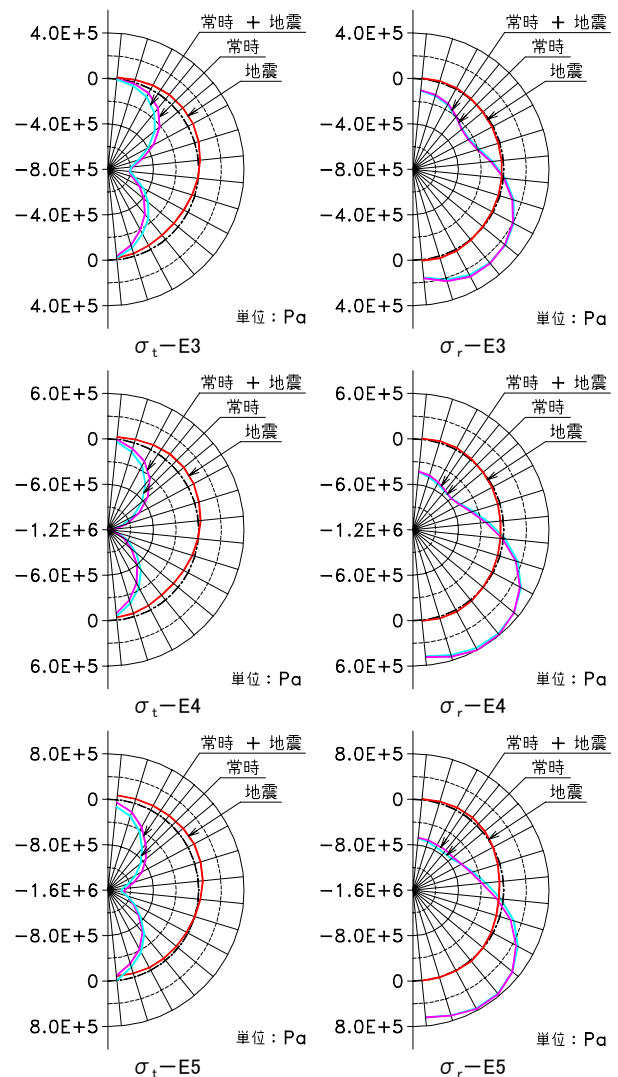 常時 + 地震
常時
地震
4.0E+5
0
-4.0E+5
-8.0E+5
-4.0E+5
0
4.0E+5
単位：Pa
σt-E3
常時 + 地震
常時
地震
4.0E+5
0
-4.0E+5
-8.0E+5
-4.0E+5
0
4.0E+5
単位：Pa
σr-E3
常時 + 地震
常時
地震
6.0E+5
0
-6.0E+5
-1.2E+6
-6.0E+5
0
6.0E+5
単位：Pa
σt-E4
常時 + 地震
常時
地震
6.0E+5
0
-6.0E+5
-1.2E+6
-6.0E+5
0
6.0E+5
単位：Pa
σr-E4
常時 + 地震
常時
地震
8.0E+5
0
-8.0E+5
-1.6E+6
-8.0E+5
0
8.0E+5
単位：Pa
σt-E5
常時 + 地震
常時
地震
8.0E+5
0
-8.0E+5
-1.6E+6
-8.0E+5
0
8.0E+5
単位：Pa
σr-E5